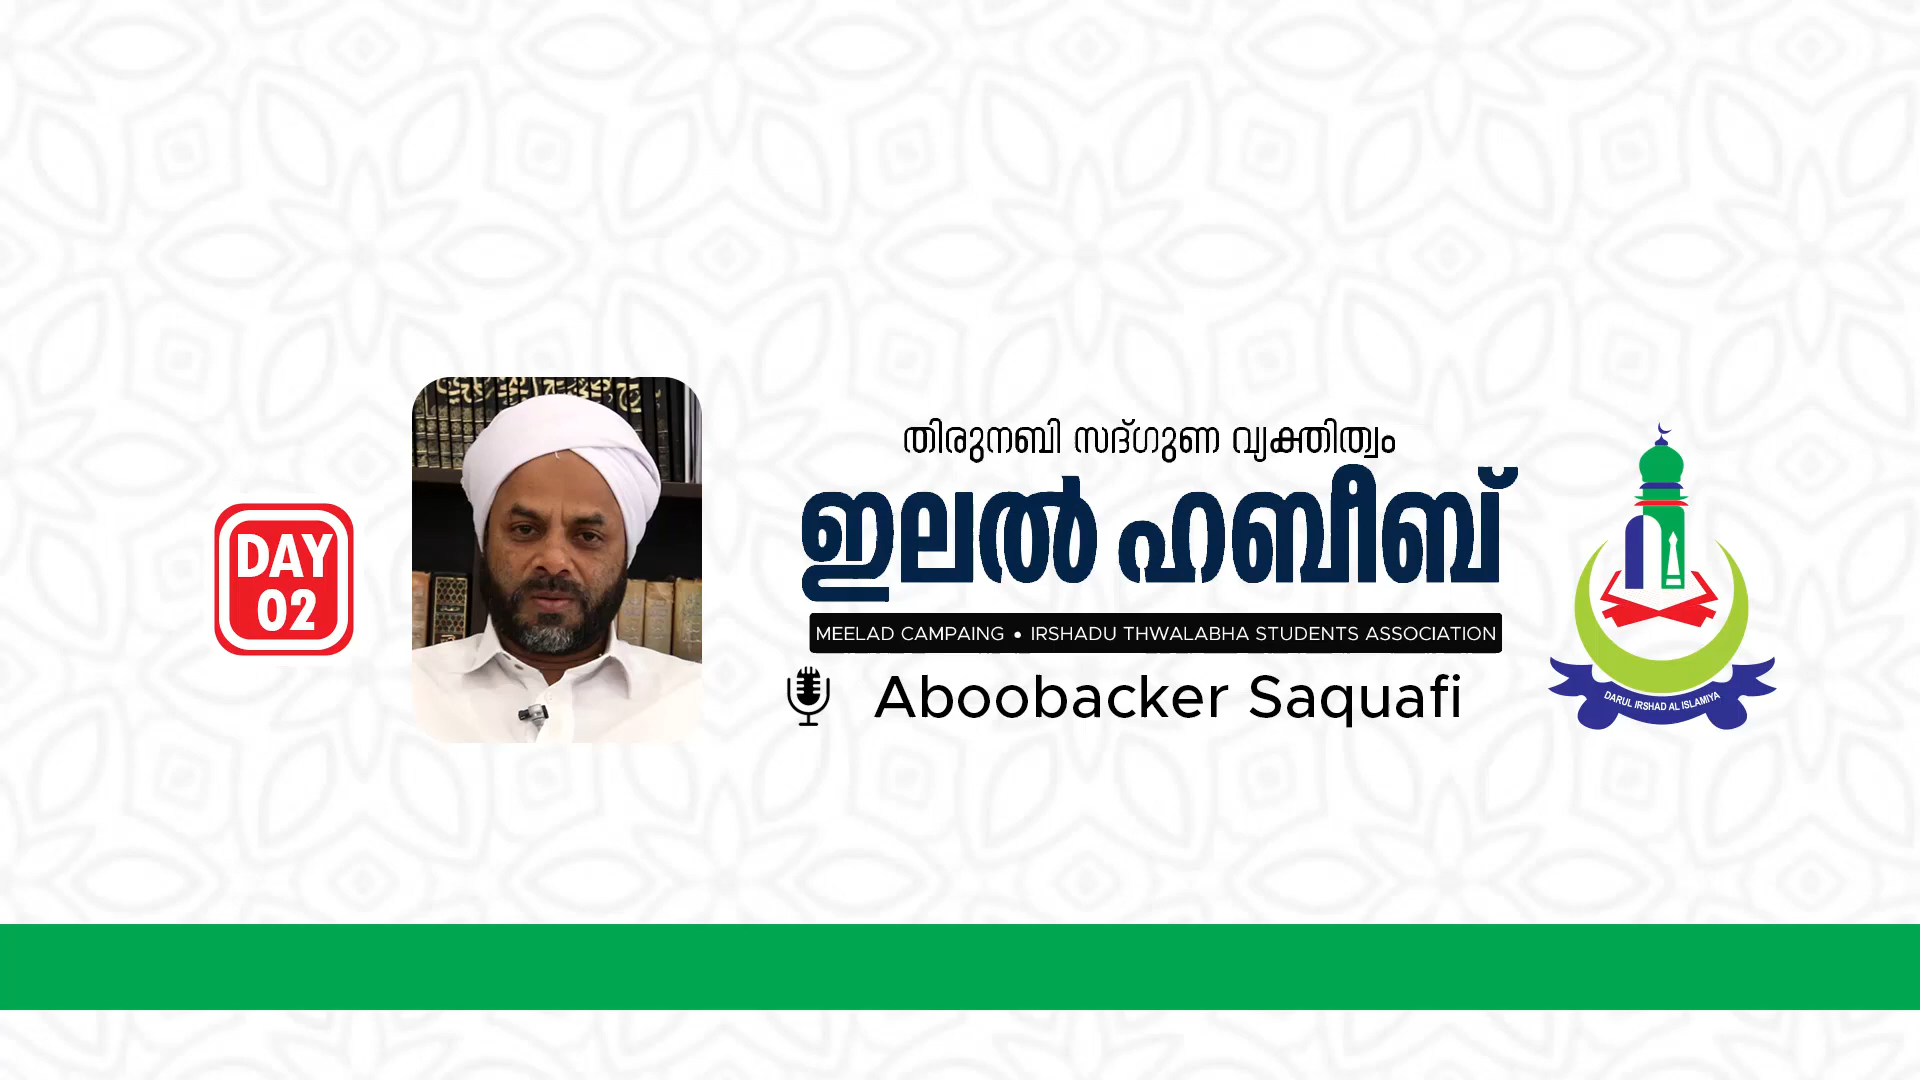 DAY
02
തിരുനബി സദ്ഗുണ വ്യക്തിത്വം
ഇലൽ ഹബീബ്
MEELAD CAMPAING • IRSHADU THWALABHA STUDENTS ASSOCIATION
Aboobacker Saquafi
DARUL IRSHAD AL ISLAMIYA